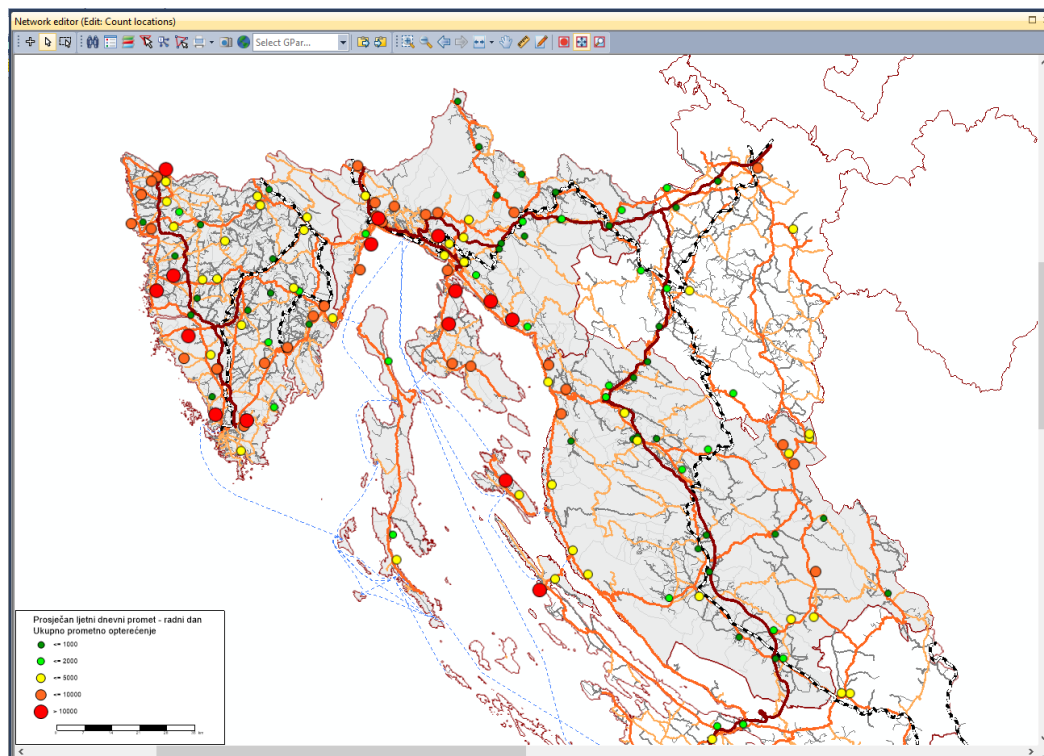 Network editor (Edit: Count locations)
Select GPar...
Prosječan ljetni dnevni promet - radni dan
Ukupno prometno opterećenje
<= 1000
<= 2000
<= 5000
<= 10000
> 10000